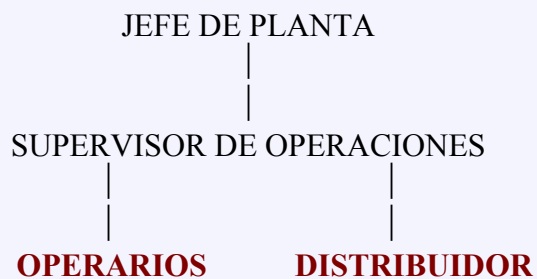 JEFE DE PLANTA
|
|
SUPERVISOR DE OPERACIONES
| |
| |
OPERARIOS DISTRIBUIDOR